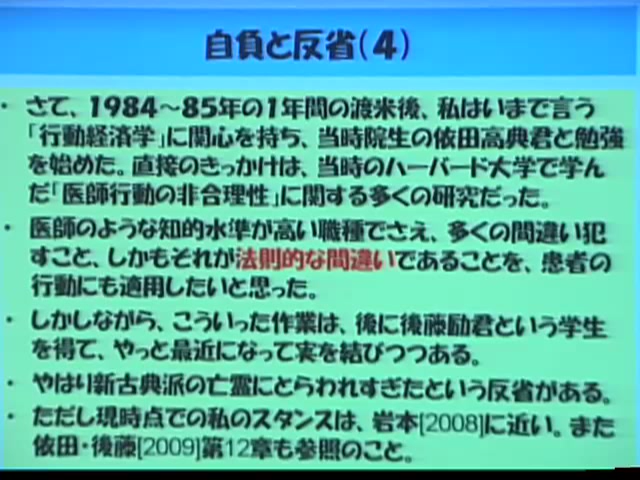 自負と反省(4)
・ さて、1984～85年の1年間の渡米後、私はいまで言う
「行動経済学」に関心を持ち、当時院生の依田高典君と勉強
を始めた。直接のきっかけは、当時のハーバード大学で学ん
だ「医師行動の非合理性」に関する多くの研究だった。
・ 医師のような知的水準が高い職種でさえ、多くの間違い犯
すこと、しかもそれが法則的な間違いであることを、患者の
行動にも適用したいと思った。
・ しかしながら、こういった作業は、後に後藤励君という学生
を得て、やっと最近になって実を結びつつある。
・ やはり新古典派の亡霊にとらわれすぎたという反省がある。
・ ただし現時点での私のスタンスは、岩本[2008]に近い。また
依田・後藤[2009]第12章も参照のこと。